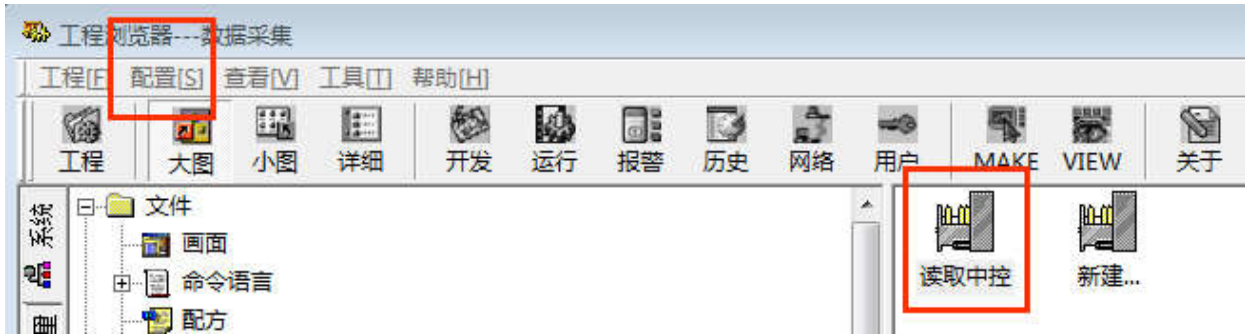 工程浏览器---数据采集
工程[F] 配置[S] 查看[V] 工具[T] 帮助[H]
工程 大图 小图 详细 开发 运行 报警 历史 网络 用户 MAKE VIEW 关于
系统
文件
画面
命令语言
配方
读取中控 新建...